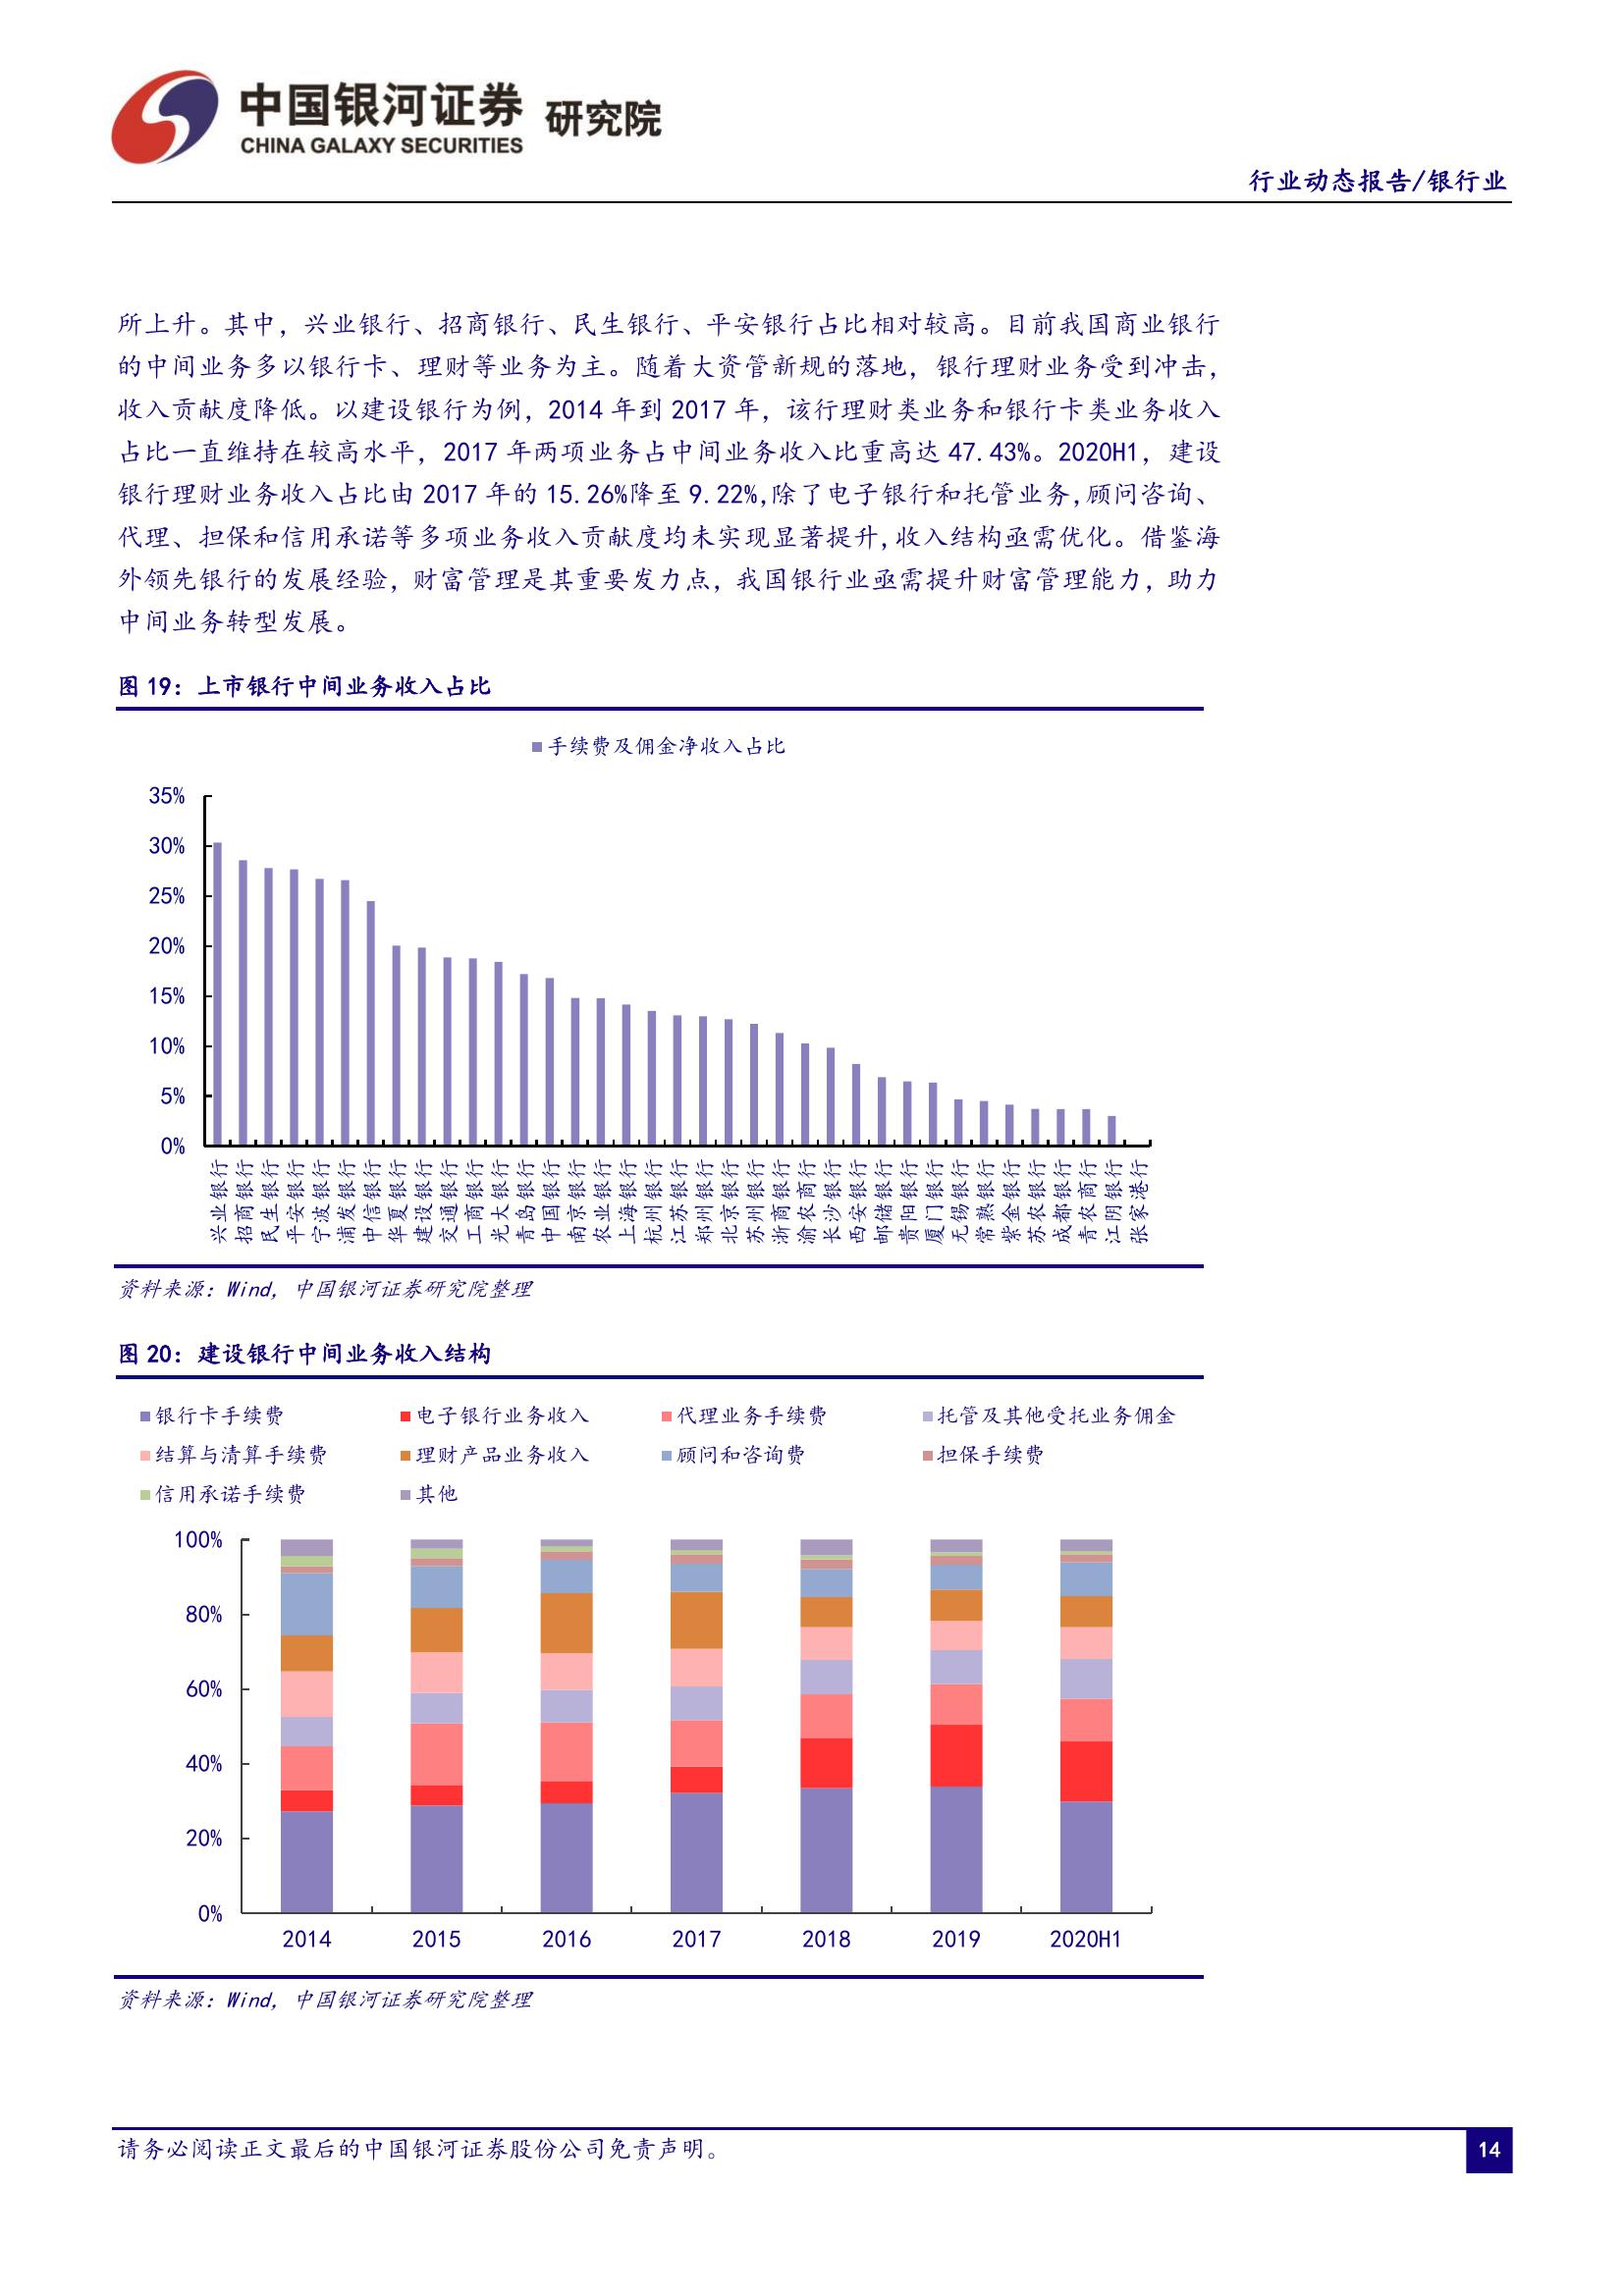 中国银河证券 研究院
CHINA GALAXY SECURITIES
行业动态报告/银行业
所上升。其中，兴业银行、招商银行、民生银行、平安银行占比相对较高。目前我国商业银行
的中间业务多以银行卡、理财等业务为主。随着大资管新规的落地，银行理财业务受到冲击，
收入贡献度降低。以建设银行为例，2014 年到 2017 年，该行理财类业务和银行卡类业务收入
占比一直维持在较高水平，2017 年两项业务占中间业务收入比重高达 47.43%。2020H1，建设
银行理财业务收入占比由 2017 年的 15.26%降至 9.22%,除了电子银行和托管业务,顾问咨询、
代理、担保和信用承诺等多项业务收入贡献度均未实现显著提升,收入结构亟需优化。借鉴海
外领先银行的发展经验，财富管理是其重要发力点，我国银行业亟需提升财富管理能力，助力
中间业务转型发展。
图 19：上市银行中间业务收入占比
手续费及佣金净收入占比
35%
30%
25%
20%
15%
10%
5%
0%
兴业银行
招商银行
民生银行
平安银行
宁波银行
浦发银行
中信银行
华夏银行
建设银行
交通银行
工商银行
光大银行
青岛银行
中国银行
南京银行
农业银行
上海银行
杭州银行
江苏银行
郑州银行
北京银行
苏州银行
浙商银行
渝农商行
长沙银行
西安银行
邮储银行
贵阳银行
厦门银行
无锡银行
常熟银行
紫金银行
苏农银行
成都银行
青农商行
江阴银行
张家港行
资料来源：Wind，中国银河证券研究院整理
图 20：建设银行中间业务收入结构
银行卡手续费 电子银行业务收入 代理业务手续费 托管及其他受托业务佣金
结算与清算手续费 理财产品业务收入 顾问和咨询费 担保手续费
信用承诺手续费 其他
100%
80%
60%
40%
20%
0%
2014 2015 2016 2017 2018 2019 2020H1
资料来源：Wind，中国银河证券研究院整理
请务必阅读正文最后的中国银河证券股份公司免责声明。
14